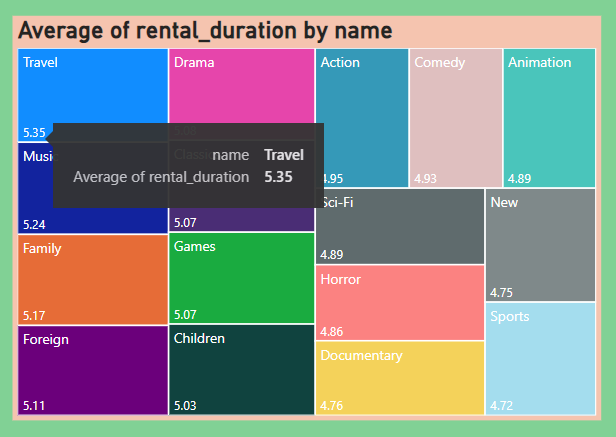 Average of rental_duration by name
Travel
5.35
Music
5.24
Family
5.17
Foreign
5.11
Drama
name Travel
Average of rental_duration 5.35
5.07
Games
5.07
Children
5.03
Action
4.95
Comedy
4.93
Animation
4.89
Sci-Fi
4.89
Horror
4.86
Documentary
4.76
New
4.75
Sports
4.72